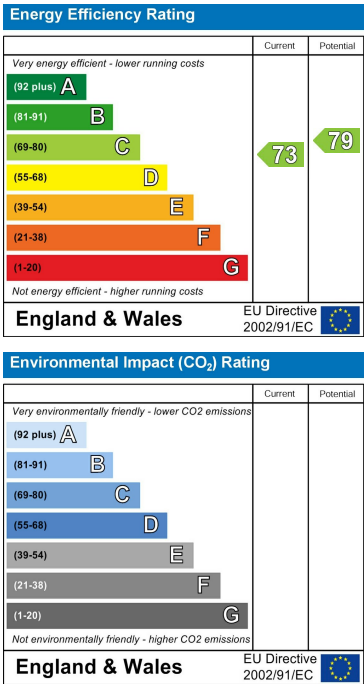 Energy Efficiency Rating
Current Potential
Very energy efficient - lower running costs
(92 plus) A
(81-91) B
(69-80) C
73 79
(55-68) D
(39-54) E
(21-38) F
(1-20) G
Not energy efficient - higher running costs
England & Wales
EU Directive
2002/91/EC
Environmental Impact (CO₂) Rating
Current Potential
Very environmentally friendly - lower CO2 emissions
(92 plus) A
(81-91) B
(69-80) C
(55-68) D
(39-54) E
(21-38) F
(1-20) G
Not environmentally friendly - higher CO2 emissions
England & Wales
EU Directive
2002/91/EC